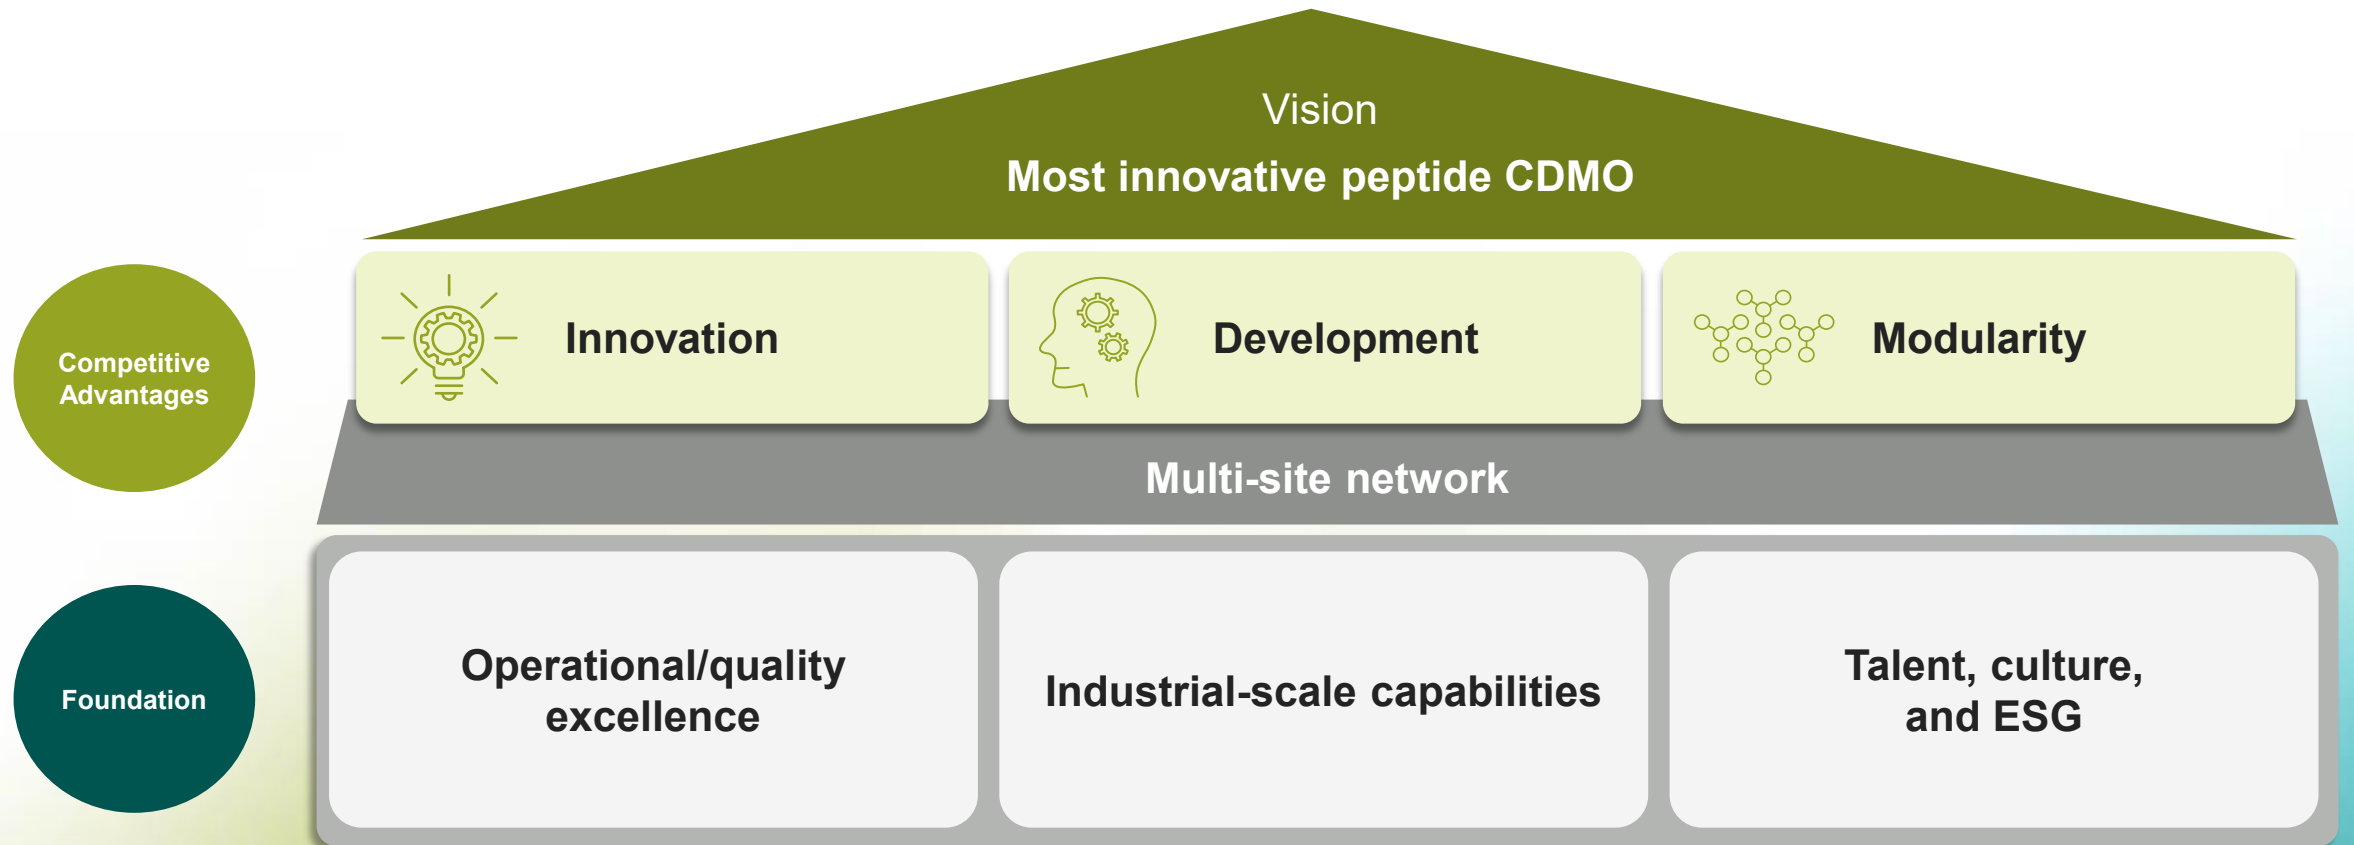 Vision
Most innovative peptide CDMO
Competitive
Advantages
Innovation
Development
Modularity
Multi-site network
Foundation
Operational/quality
excellence
Industrial-scale capabilities
Talent, culture,
and ESG